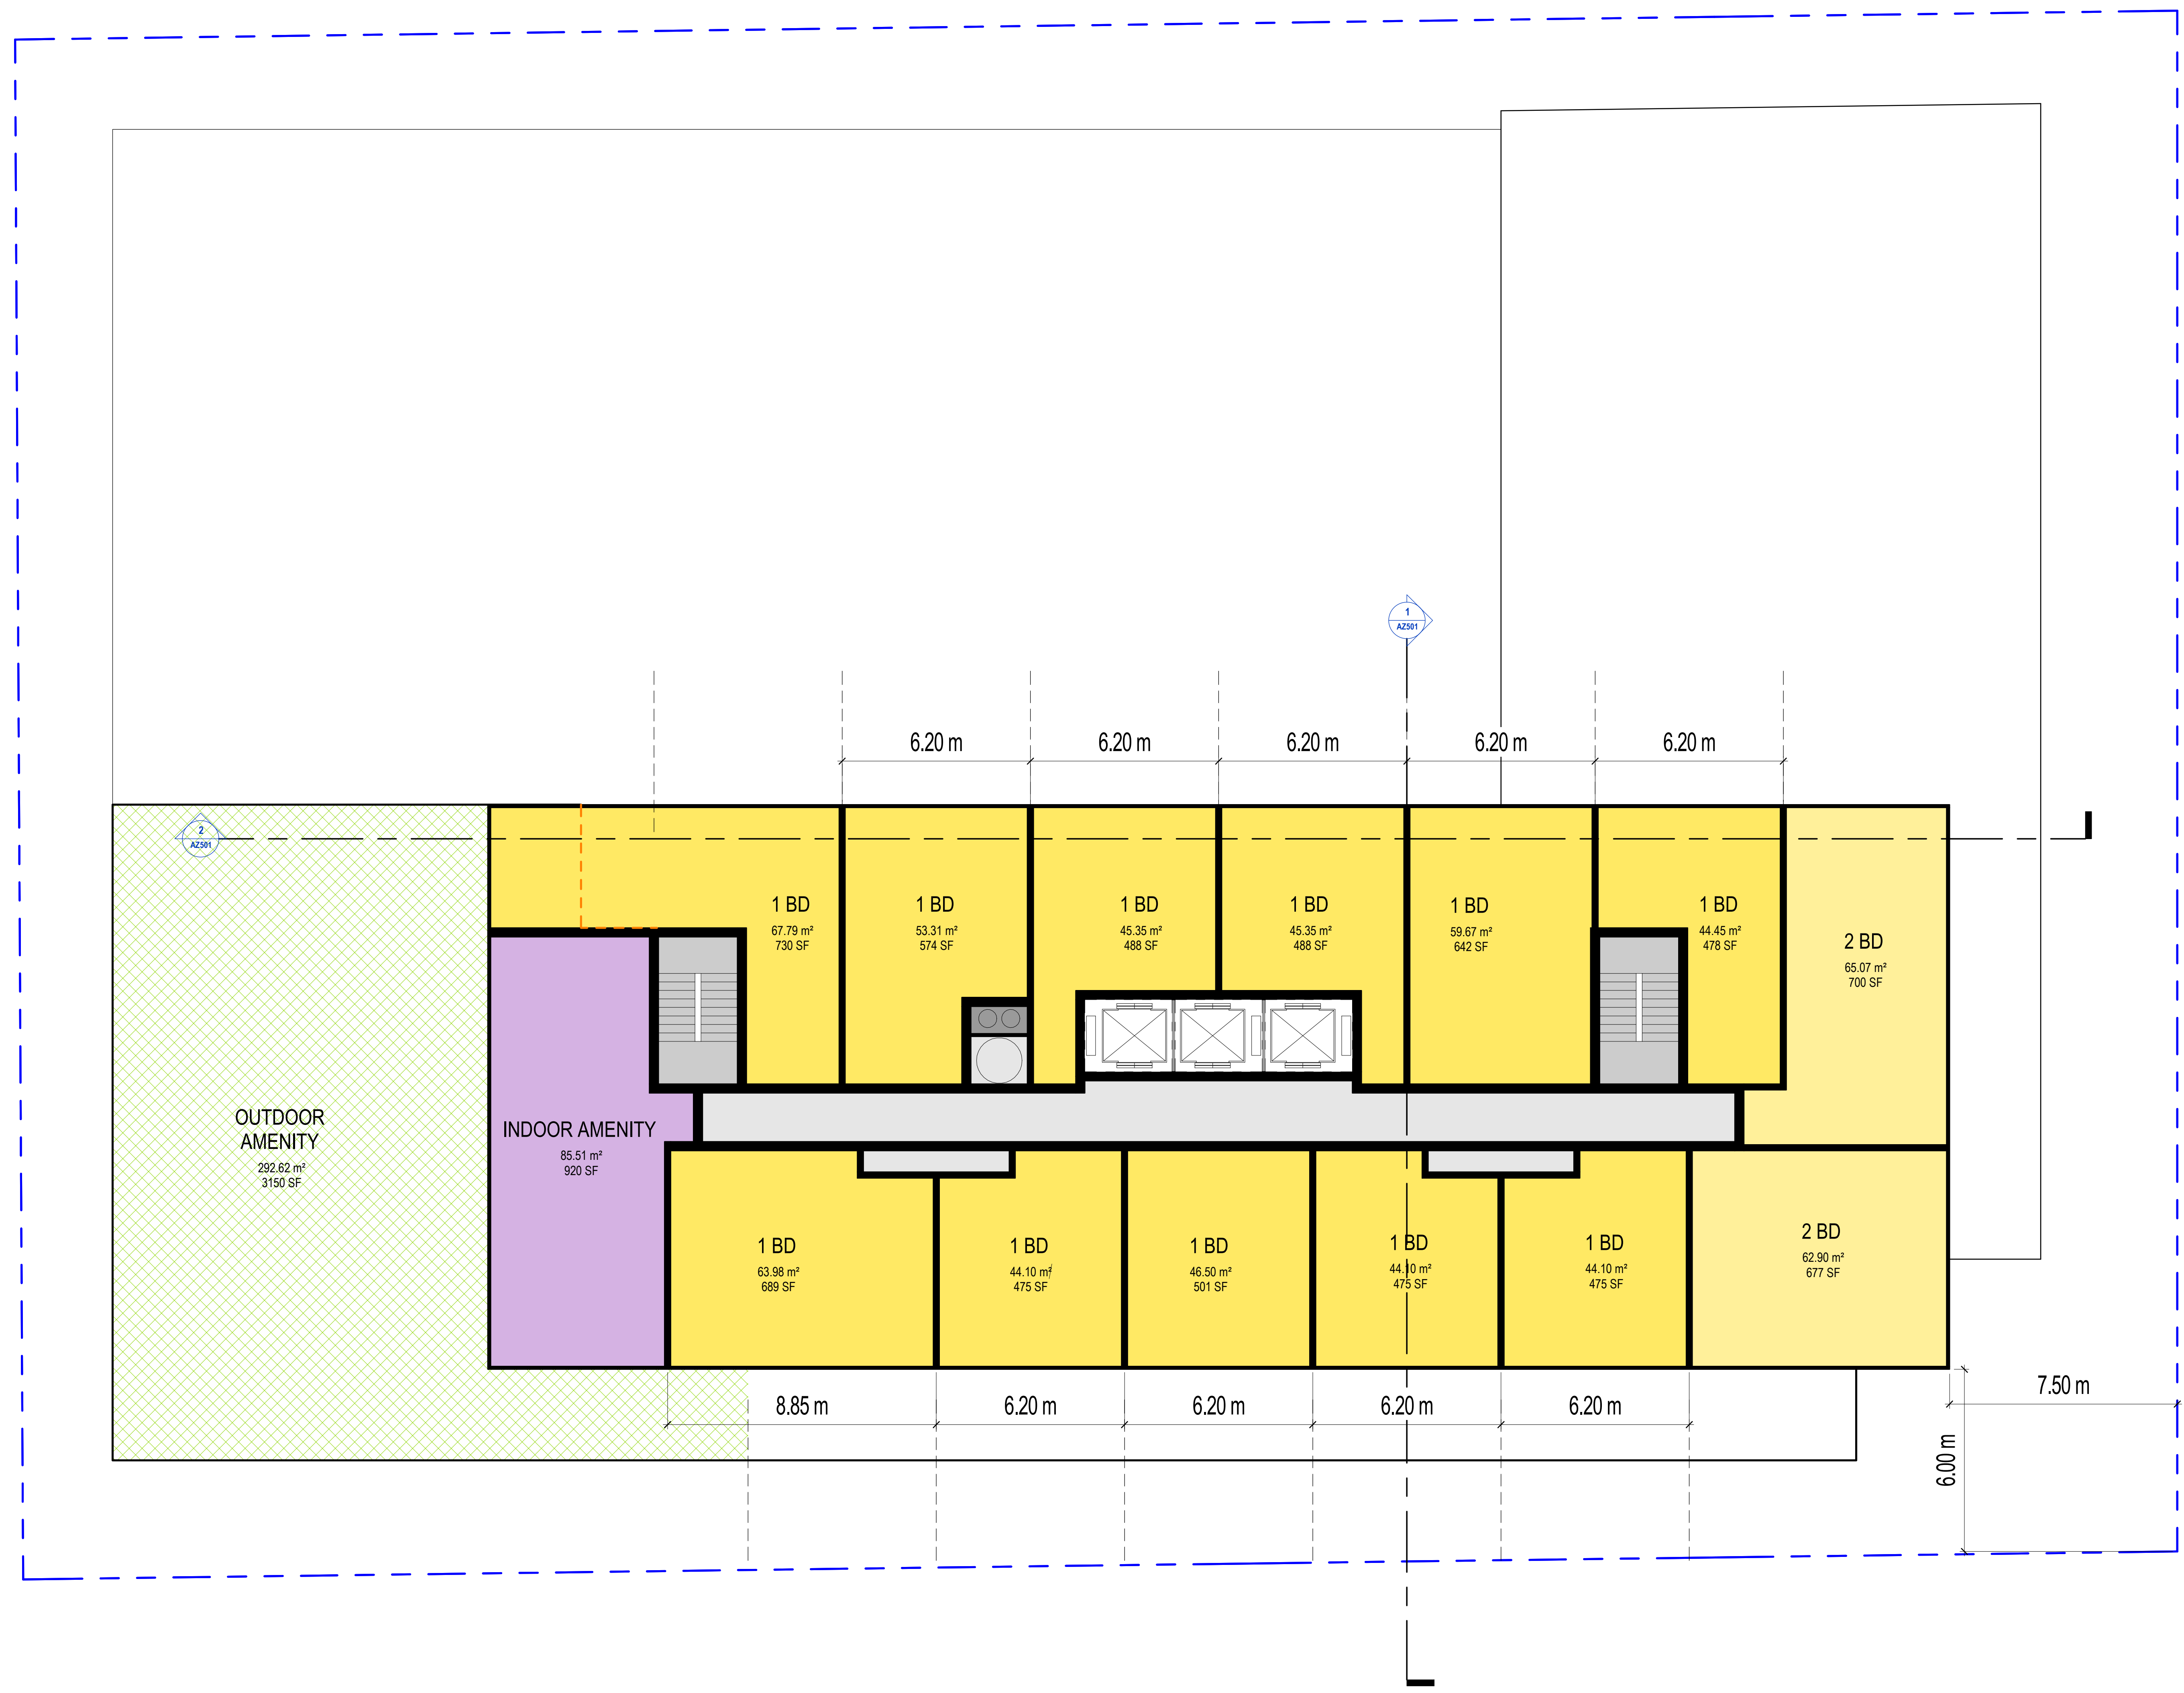 1
AZ501
6.20 m
6.20 m
6.20 m
6.20 m
6.20 m
2
AZ501
1 BD
67.79 m²
730 SF
1 BD
53.31 m²
574 SF
1 BD
45.35 m²
488 SF
1 BD
45.35 m²
488 SF
1 BD
59.67 m²
642 SF
1 BD
44.45 m²
478 SF
2 BD
65.07 m²
700 SF
OUTDOOR
AMENITY
292.62 m²
3150 SF
INDOOR AMENITY
85.51 m²
920 SF
1 BD
63.98 m²
689 SF
1 BD
44.10 m²
475 SF
1 BD
46.50 m²
501 SF
1 BD
44.10 m²
475 SF
1 BD
44.10 m²
475 SF
2 BD
62.90 m²
677 SF
8.85 m
6.20 m
6.20 m
6.20 m
6.20 m
7.50 m
6.00 m